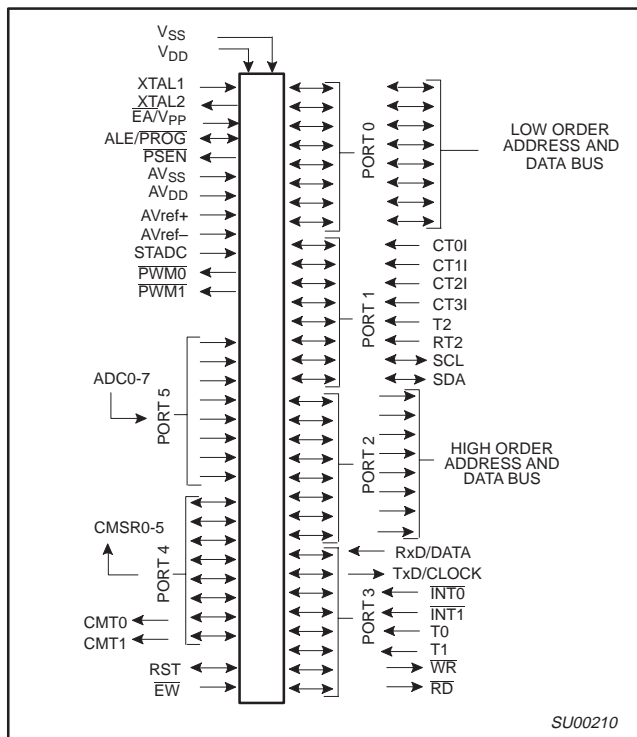 VSS
VDD
XTAL1
XTAL2
EA/VPP
ALE/PROG
PSEN
AVSS
AVDD
AVref+
AVref–
STADC
PWM0
PWM1
ADC0-7
PORT 5
CMSR0-5
PORT 4
CMT0
CMT1
RST
EW
PORT 0
LOW ORDER
ADDRESS AND
DATA BUS
PORT 1
CT0I
CT1I
CT2I
CT3I
T2
RT2
SCL
SDA
PORT 2
HIGH ORDER
ADDRESS AND
DATA BUS
PORT 3
RxD/DATA
TxD/CLOCK
INT0
INT1
T0
T1
WR
RD
SU00210